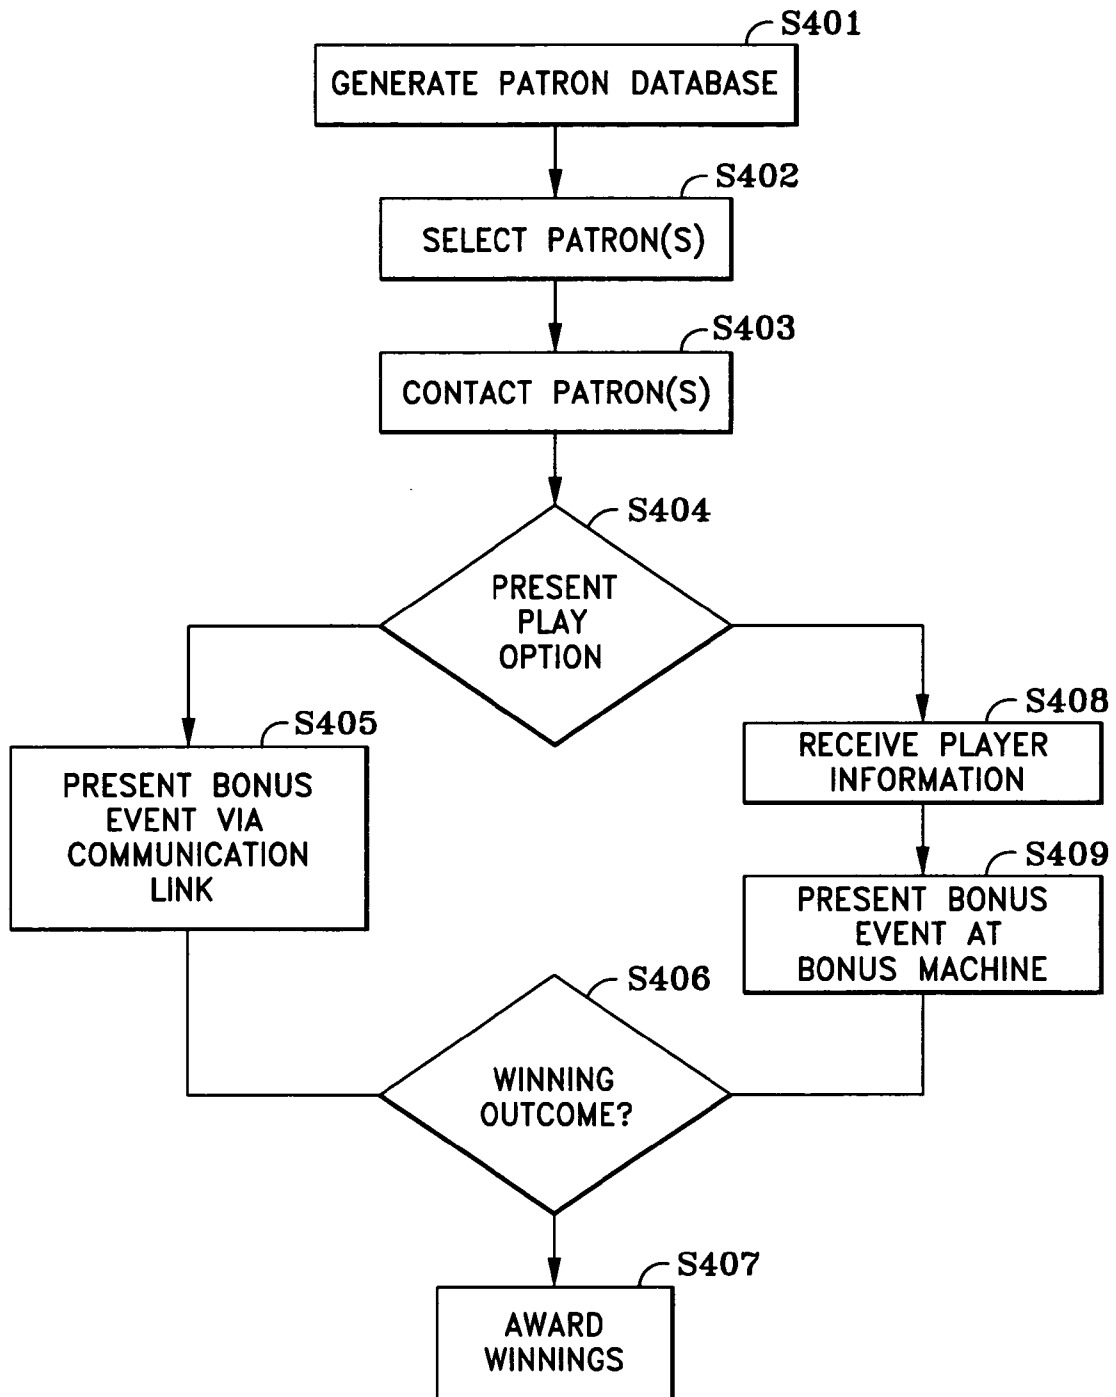 S401
GENERATE PATRON DATABASE
S402
SELECT PATRON(S)
S403
CONTACT PATRON(S)
S404
PRESENT
PLAY
OPTION
S405
PRESENT BONUS
EVENT VIA
COMMUNICATION
LINK
S408
RECEIVE PLAYER
INFORMATION
S409
PRESENT BONUS
EVENT AT
BONUS MACHINE
S406
WINNING
OUTCOME?
S407
AWARD
WINNINGS